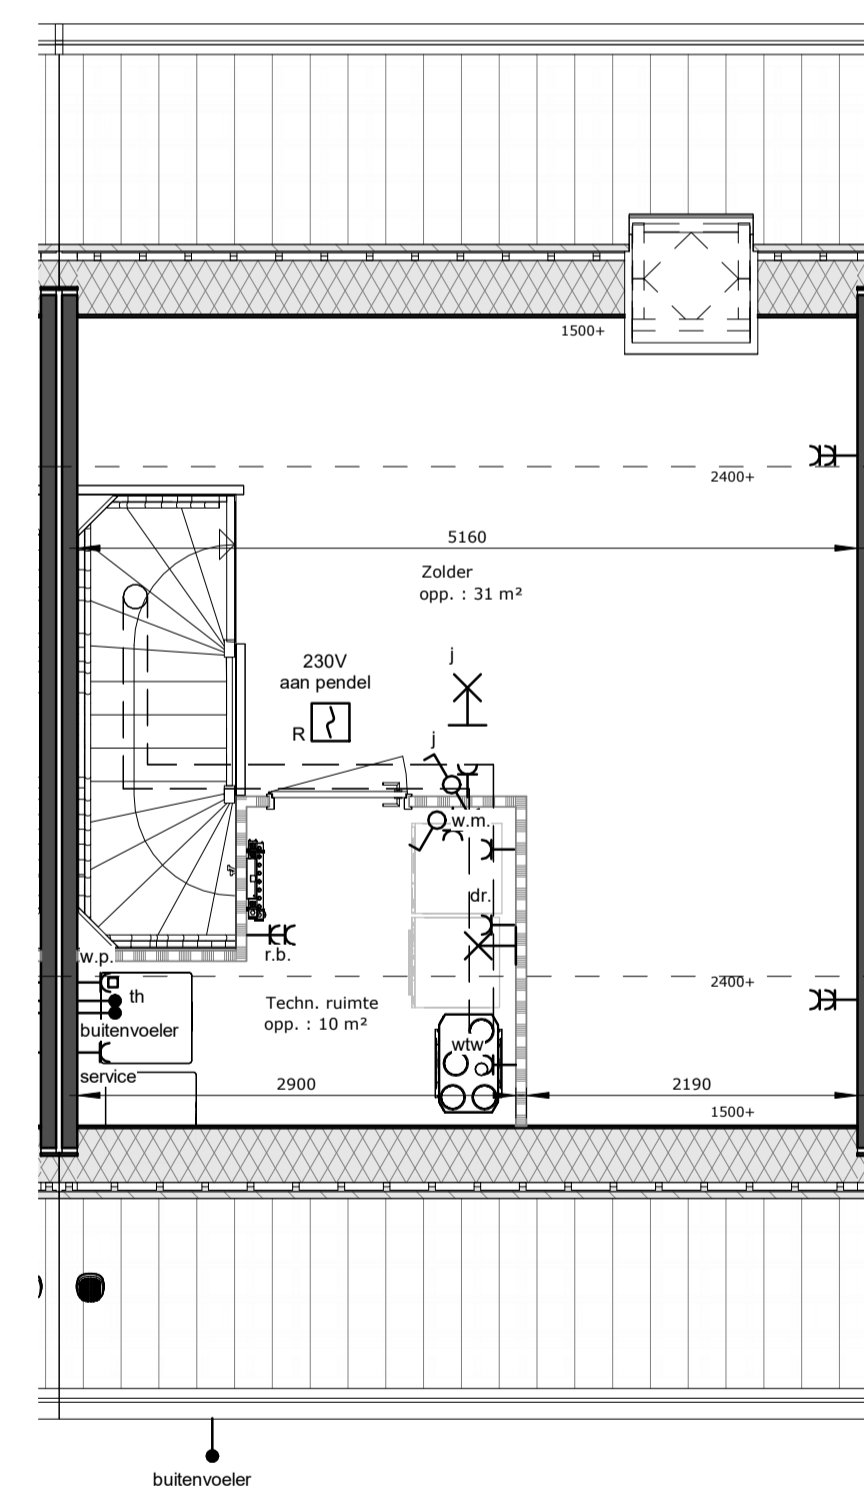 1500+
2400+
5160
Zolder
opp. : 31 m²
230V
aan pendel
R
j
j
w.m.
dr.
r.b.
w.p.
th
buitenvoeler
service
Techn. ruimte
opp. : 10 m²
wtw
2400+
2900
2190
1500+
buitenvoeler